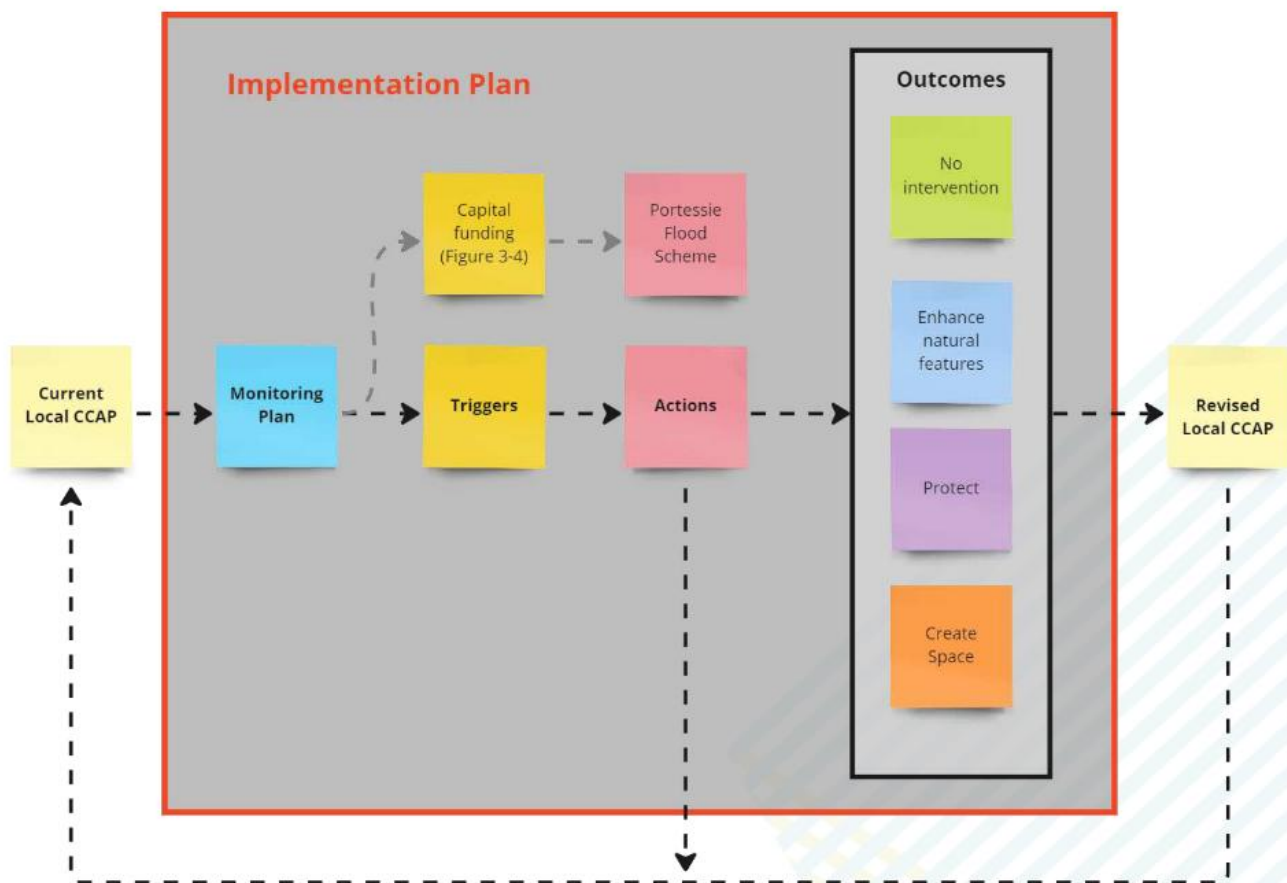 Implementation Plan
Outcomes
No
intervention
Capital
funding
(Figure 3-4)
Portessie
Flood
Scheme
Enhance
natural
features
Current
Local CCAP
Monitoring
Plan
Triggers
Actions
Revised
Local CCAP
Protect
Create
Space